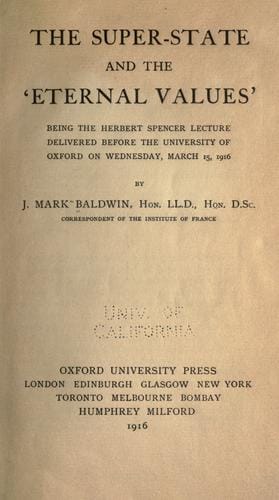 THE SUPER-STATE
AND THE
'ETERNAL VALUES'
BEING THE HERBERT SPENCER LECTURE
DELIVERED BEFORE THE UNIVERSITY OF
OXFORD ON WEDNESDAY, MARCH 15, 1916
BY
J. MARK BALDWIN, HON. LL.D., HON. D.SC.
CORRESPONDENT OF THE INSTITUTE OF FRANCE
UNIV. OF
CALIFORNIA
OXFORD UNIVERSITY PRESS
LONDON EDINBURGH GLASGOW NEW YORK
TORONTO MELBOURNE BOMBAY
HUMPHREY MILFORD
1916